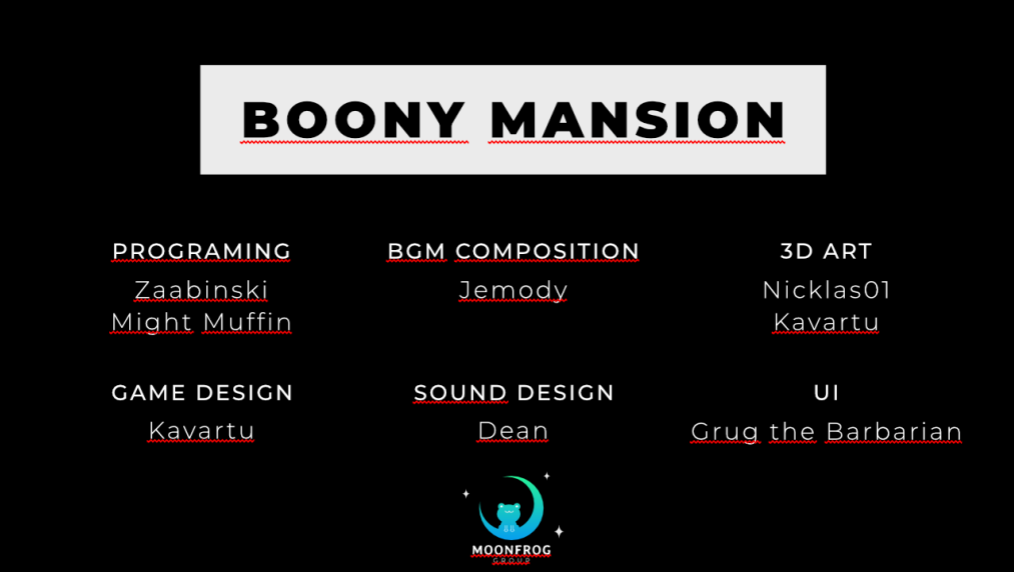 BOONY MANSION
PROGRAMING
Zaabinski
Might Muffin
BGM COMPOSITION
Jemody
3D ART
Nicklas01
Kavartu
GAME DESIGN
Kavartu
SOUND DESIGN
Dean
UI
Grug the Barbarian
MOONFROG
GROUP